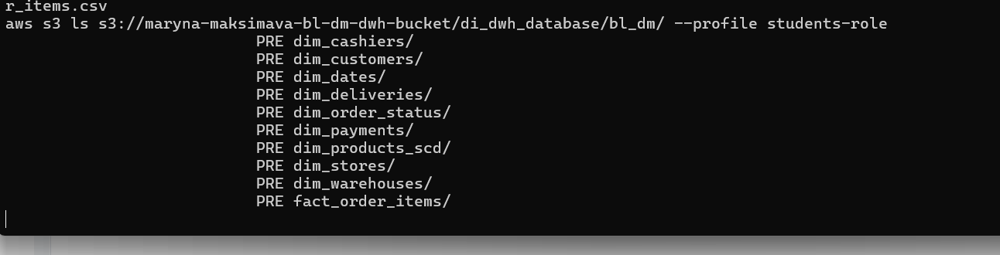 r_items.csv
aws s3 ls s3://maryna-maksimava-bl-dm-dwh-bucket/di_dwh_database/bl_dm/ --profile students-role
PRE dim_cashiers/
PRE dim_customers/
PRE dim_dates/
PRE dim_deliveries/
PRE dim_order_status/
PRE dim_payments/
PRE dim_products_scd/
PRE dim_stores/
PRE dim_warehouses/
PRE fact_order_items/